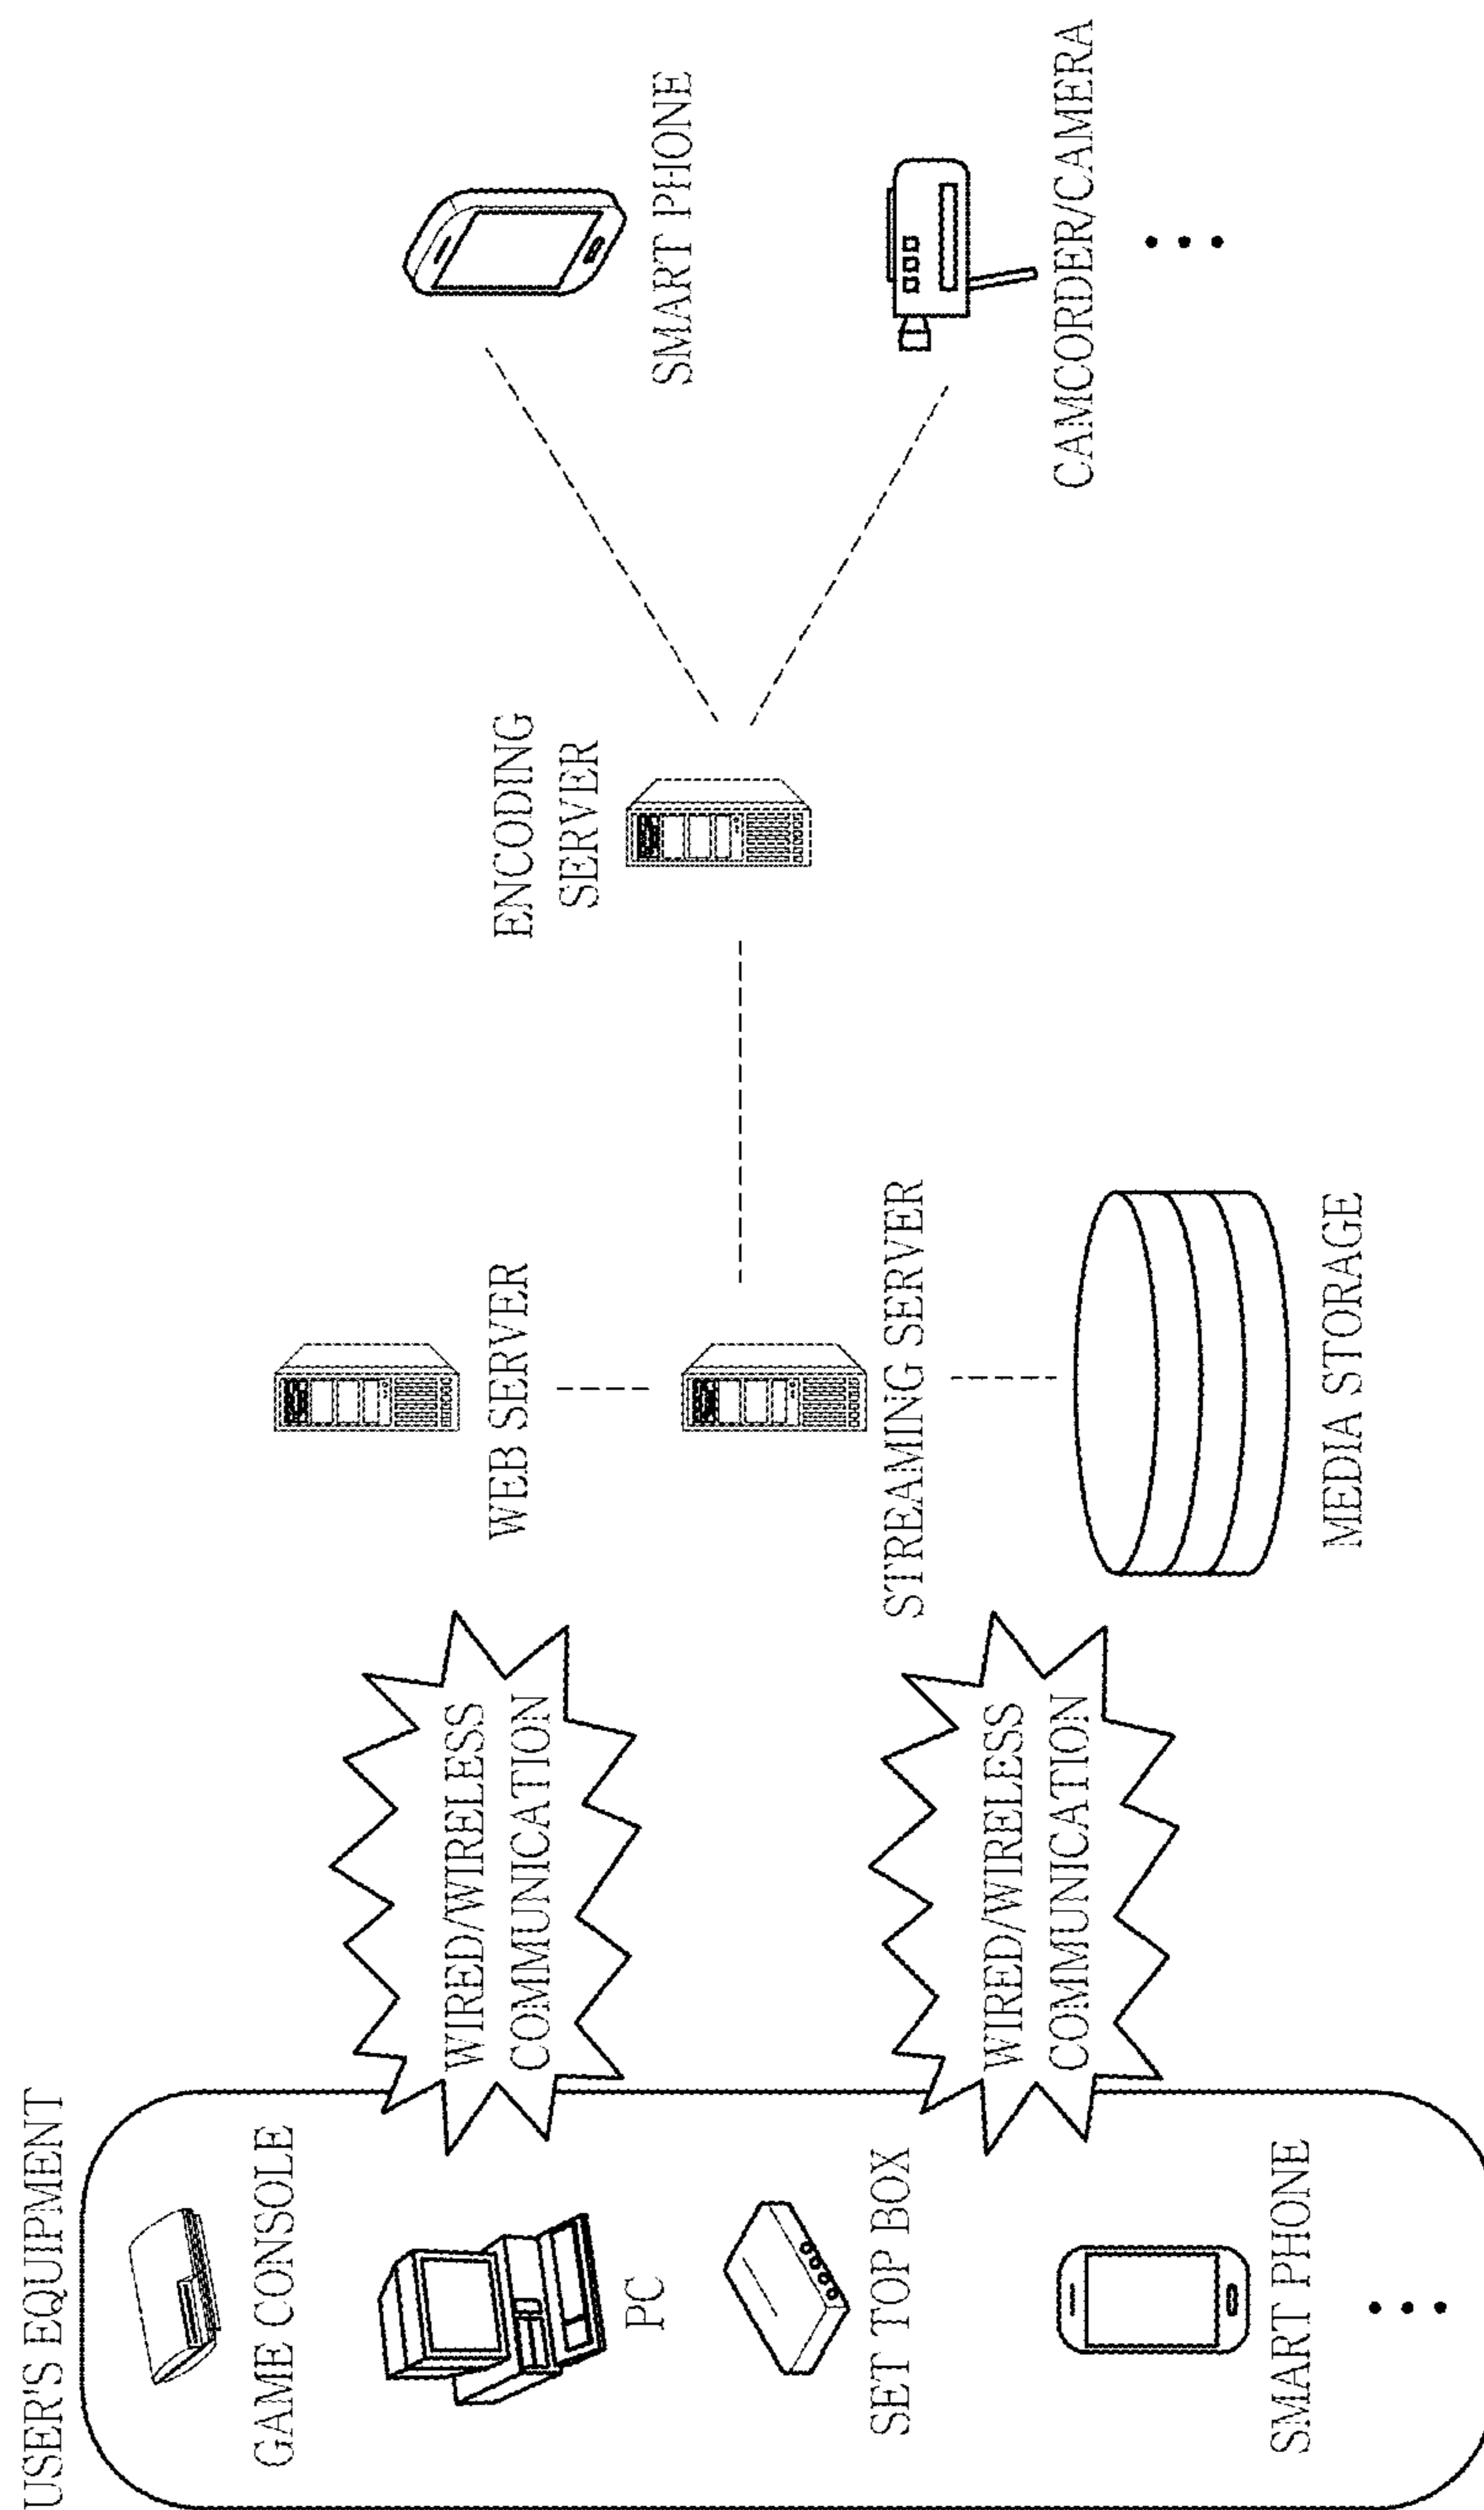 USER'S EQUIPMENT
GAME CONSOLE
PC
SET TOP BOX
SMART PHONE
WIRED/WIRELESS
COMMUNICATION
WIRED/WIRELESS
COMMUNICATION
WEB SERVER
STREAMING SERVER
MEDIA STORAGE
ENCODING
SERVER
SMART PHONE
CAMCORDER/CAMERA